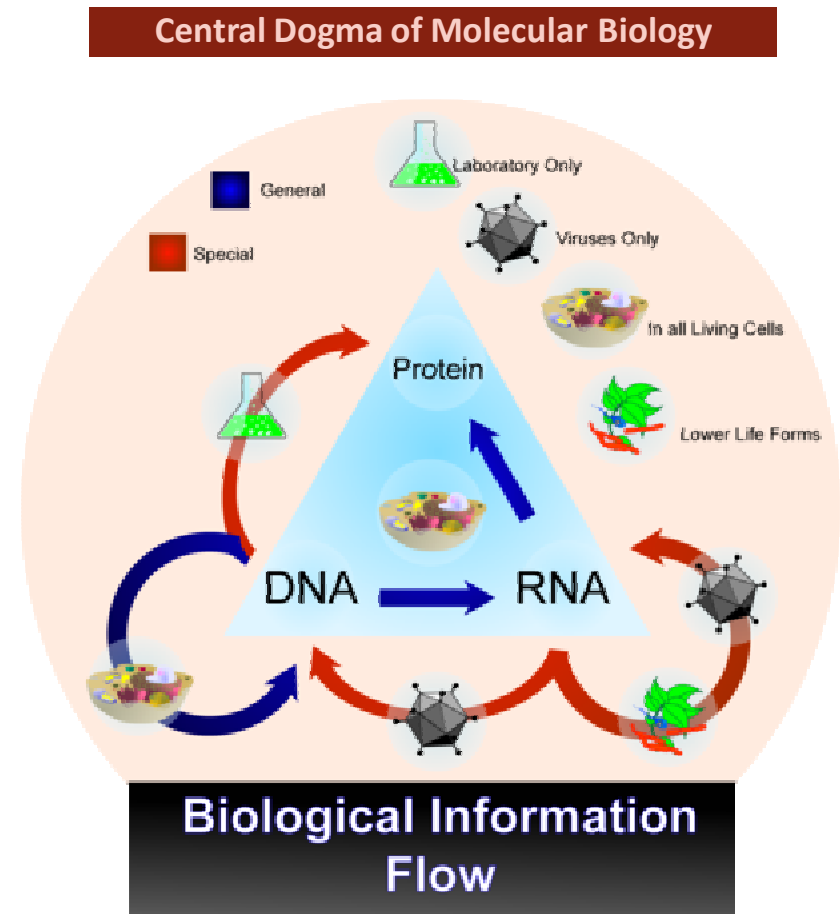 Central Dogma of Molecular Biology
Laboratory Only
General
Viruses Only
Special
In all Living Cells
Protein
Lower Life Forms
DNA
RNA
Biological Information
Flow